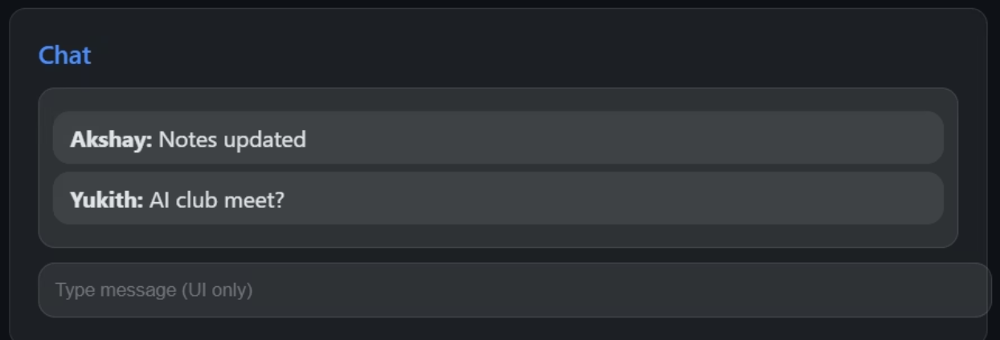 Chat
Akshay: Notes updated
Yukith: AI club meet?
Type message (UI only)